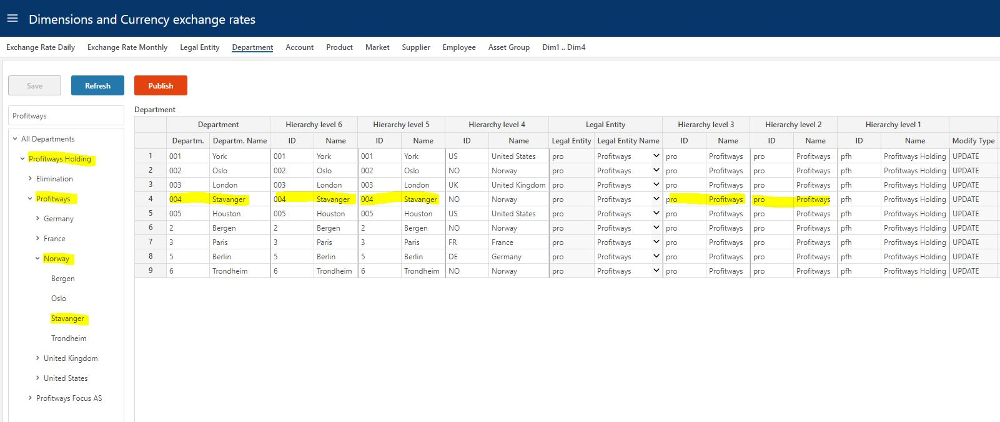 Dimensions and Currency exchange rates
Exchange Rate Daily Exchange Rate Monthly Legal Entity Department Account Product Market Supplier Employee Asset Group Dim1 .. Dim4
Save Refresh Publish
Profitways
All Departments
Profitways Holding
Elimination
Profitways
Germany
France
Norway
Bergen
Oslo
Stavanger
Trondheim
United Kingdom
United States
Profitways Focus AS
Department
Department Hierarchy level 6 Hierarchy level 5 Hierarchy level 4 Legal Entity Hierarchy level 3 Hierarchy level 2 Hierarchy level 1
Departm. Departm. Name ID Name ID Name ID Name Legal Entity Legal Entity Name ID Name ID Name ID Name Modify Type
1 001 York 001 York 001 York US United States pro Profitways pro Profitways pro Profitways pfh Profitways Holding UPDATE
2 002 Oslo 002 Oslo 002 Oslo NO Norway pro Profitways pro Profitways pro Profitways pfh Profitways Holding UPDATE
3 003 London 003 London 003 London UK United Kingdom pro Profitways pro Profitways pro Profitways pfh Profitways Holding UPDATE
4 004 Stavanger 004 Stavanger 004 Stavanger NO Norway pro Profitways pro Profitways pro Profitways pfh Profitways Holding UPDATE
5 005 Houston 005 Houston 005 Houston US United States pro Profitways pro Profitways pro Profitways pfh Profitways Holding UPDATE
6 2 Bergen 2 Bergen 2 Bergen NO Norway pro Profitways pro Profitways pro Profitways pfh Profitways Holding UPDATE
7 3 Paris 3 Paris 3 Paris FR France pro Profitways pro Profitways pro Profitways pfh Profitways Holding UPDATE
8 5 Berlin 5 Berlin 5 Berlin DE Germany pro Profitways pro Profitways pro Profitways pfh Profitways Holding UPDATE
9 6 Trondheim 6 Trondheim 6 Trondheim NO Norway pro Profitways pro Profitways pro Profitways pfh Profitways Holding UPDATE